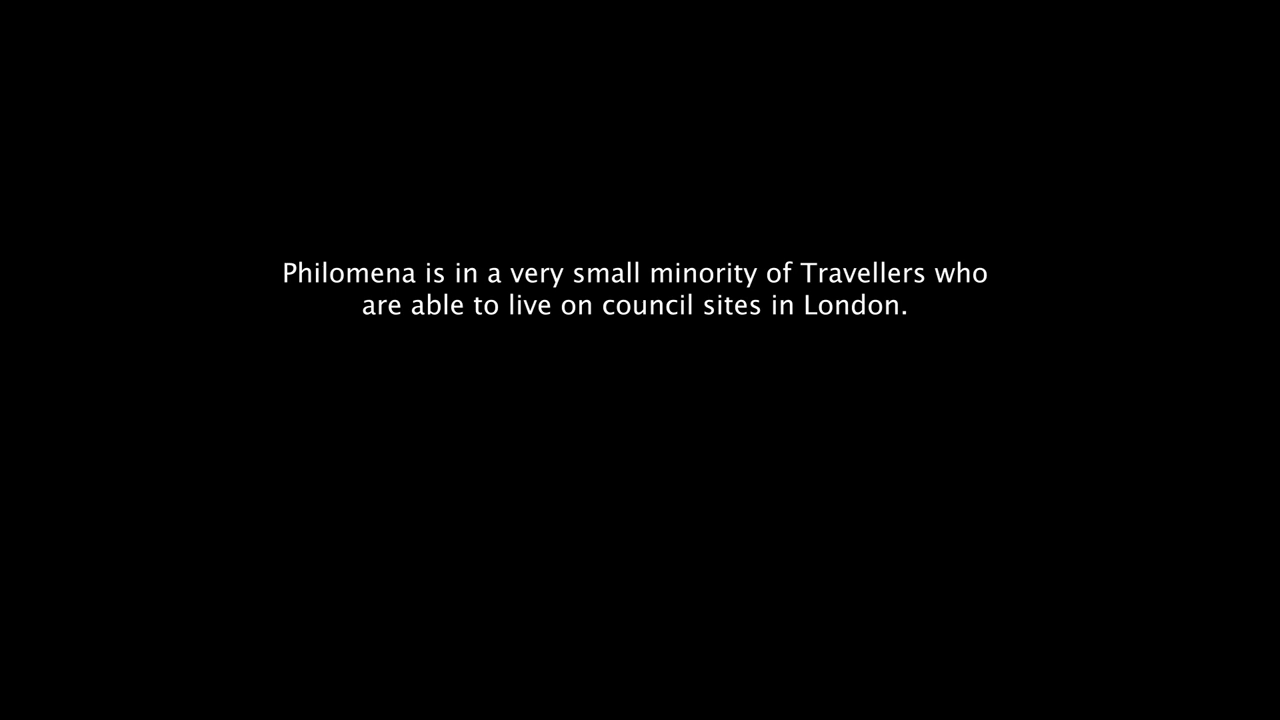 Philomena is in a very small minority of Travellers who
are able to live on council sites in London.